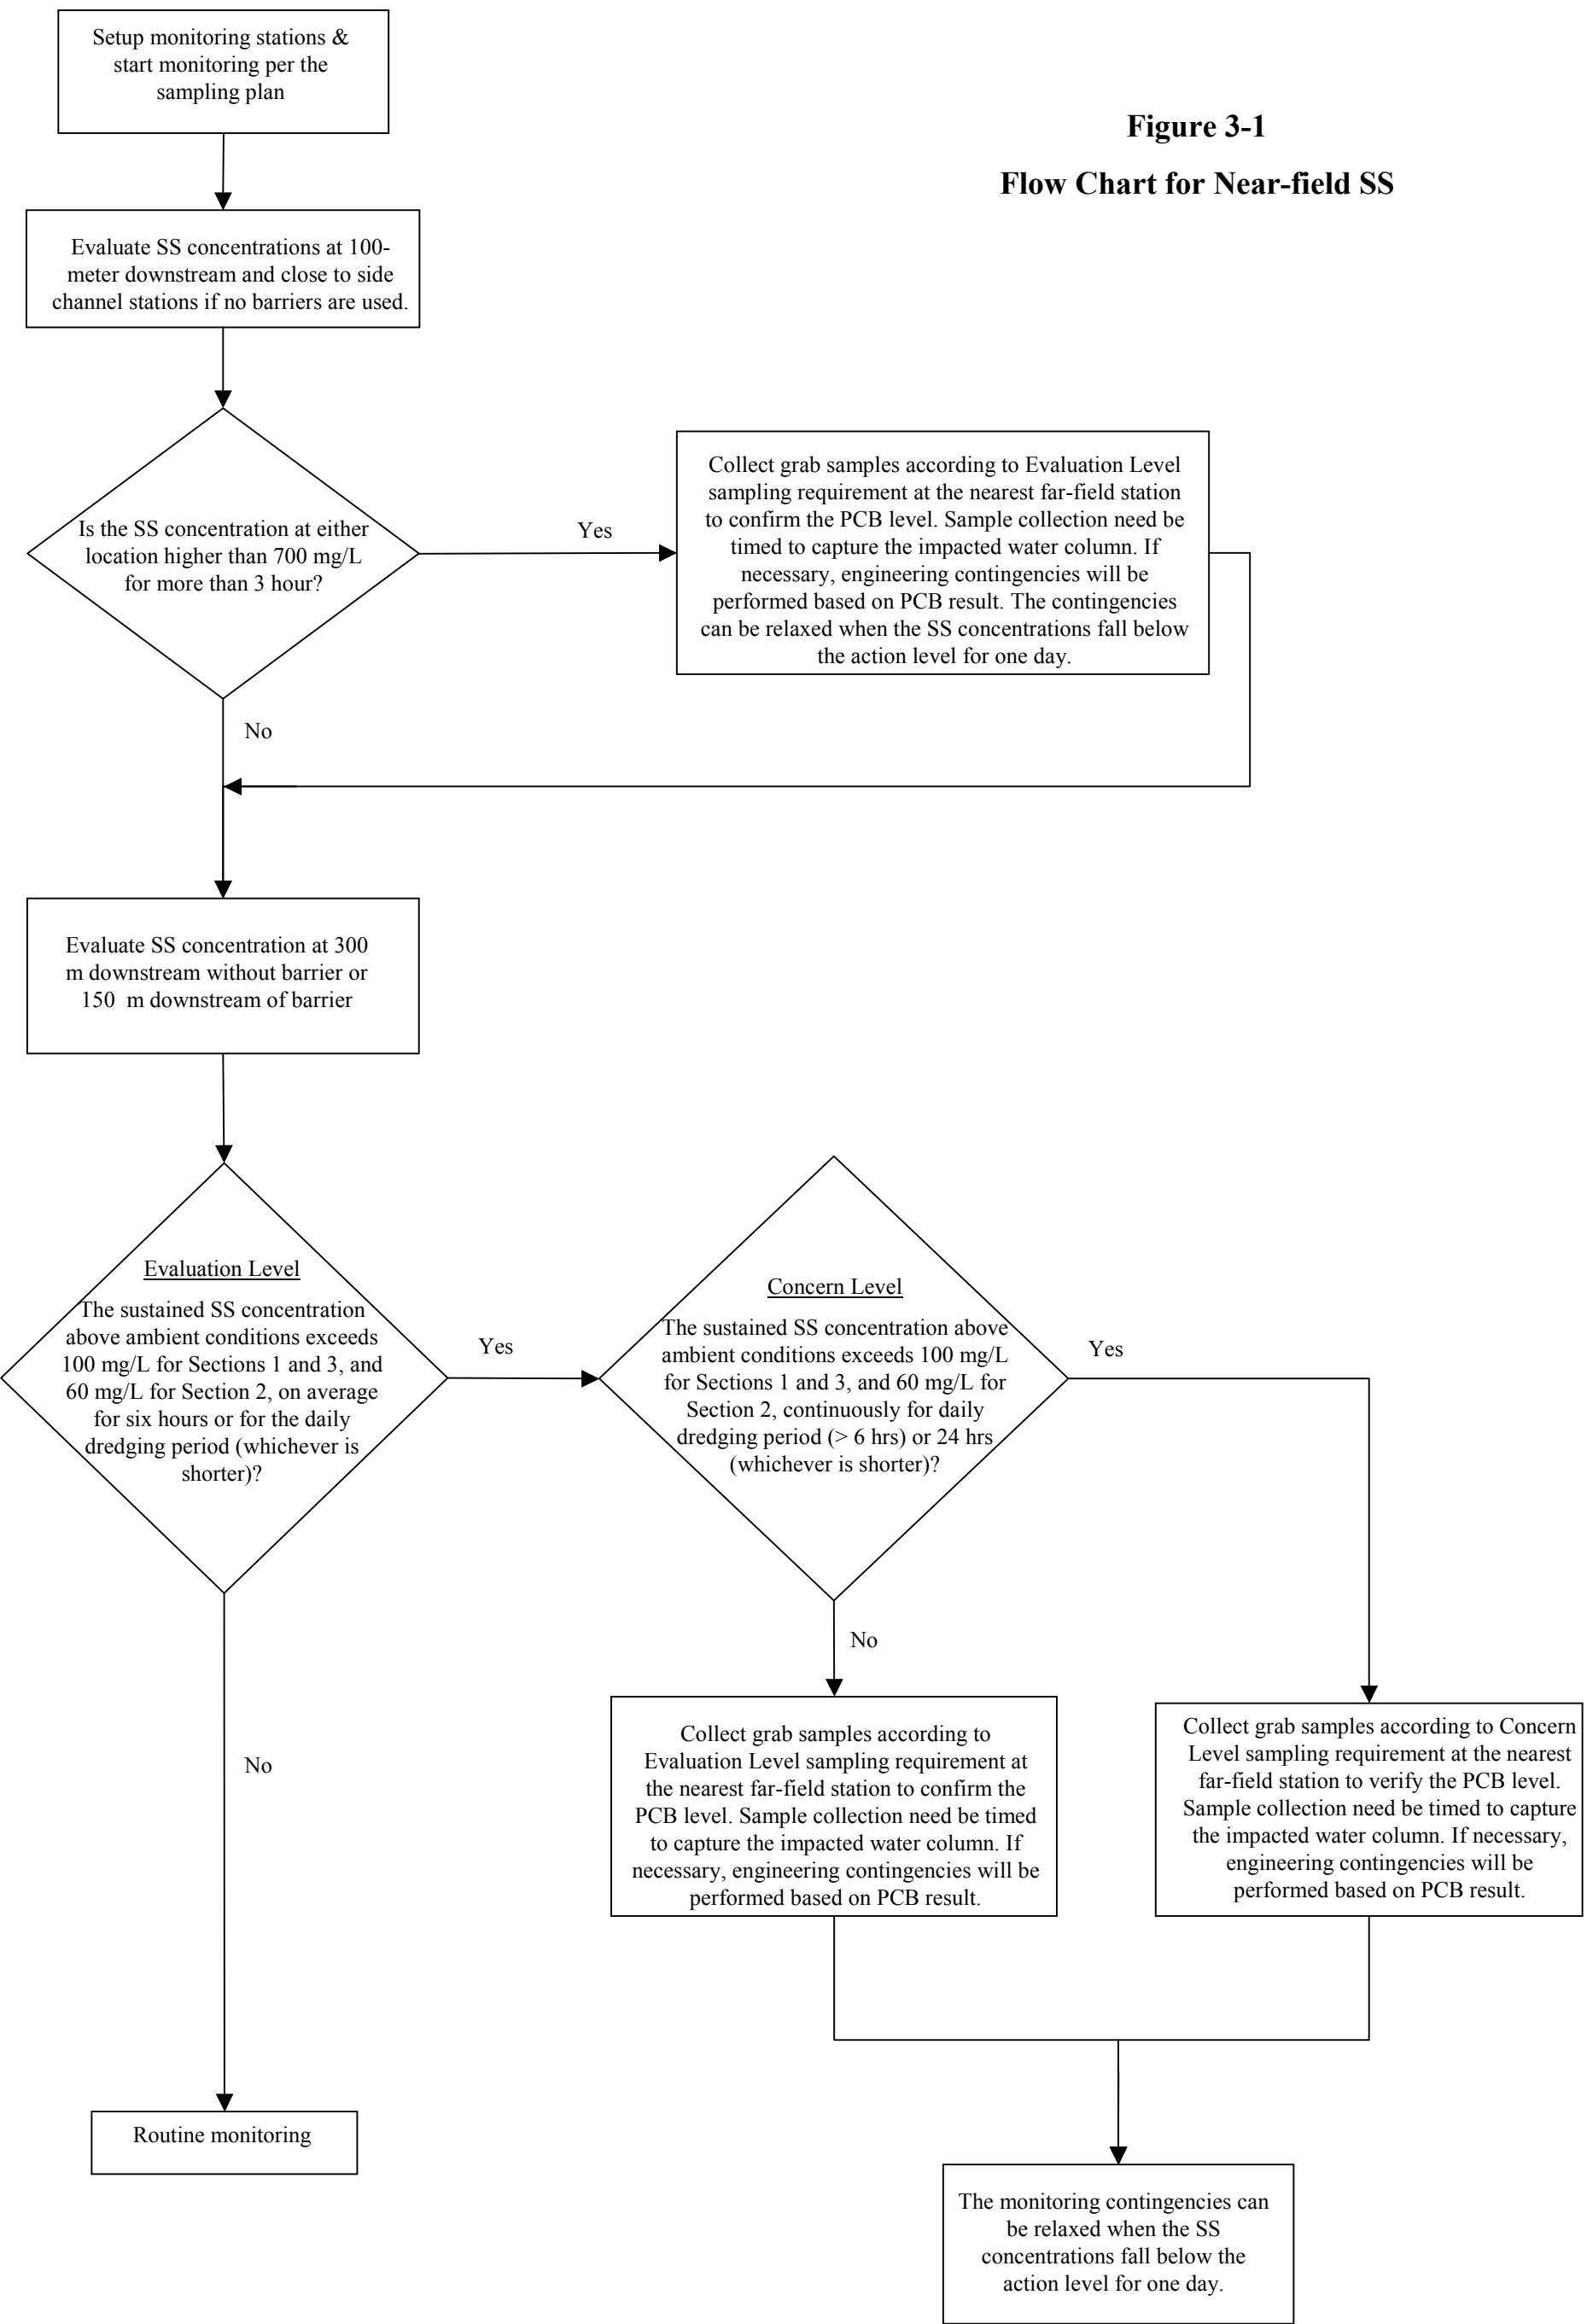 Setup monitoring stations &
start monitoring per the
sampling plan
Figure 3-1
Flow Chart for Near-field SS
Evaluate SS concentrations at 100-
meter downstream and close to side
channel stations if no barriers are used.
Is the SS concentration at either
location higher than 700 mg/L
for more than 3 hour?
Yes
Collect grab samples according to Evaluation Level
sampling requirement at the nearest far-field station
to confirm the PCB level. Sample collection need be
timed to capture the impacted water column. If
necessary, engineering contingencies will be
performed based on PCB result. The contingencies
can be relaxed when the SS concentrations fall below
the action level for one day.
No
Evaluate SS concentration at 300
m downstream without barrier or
150 m downstream of barrier
Evaluation Level
The sustained SS concentration
above ambient conditions exceeds
100 mg/L for Sections 1 and 3, and
60 mg/L for Section 2, on average
for six hours or for the daily
dredging period (whichever is
shorter)?
Yes
Concern Level
The sustained SS concentration above
ambient conditions exceeds 100 mg/L
for Sections 1 and 3, and 60 mg/L for
Section 2, continuously for daily
dredging period (> 6 hrs) or 24 hrs
(whichever is shorter)?
Yes
No
No
Collect grab samples according to
Evaluation Level sampling requirement at
the nearest far-field station to confirm the
PCB level. Sample collection need be timed
to capture the impacted water column. If
necessary, engineering contingencies will be
performed based on PCB result.
Collect grab samples according to Concern
Level sampling requirement at the nearest
far-field station to verify the PCB level.
Sample collection need be timed to capture
the impacted water column. If necessary,
engineering contingencies will be
performed based on PCB result.
Routine monitoring
The monitoring contingencies can
be relaxed when the SS
concentrations fall below the
action level for one day.